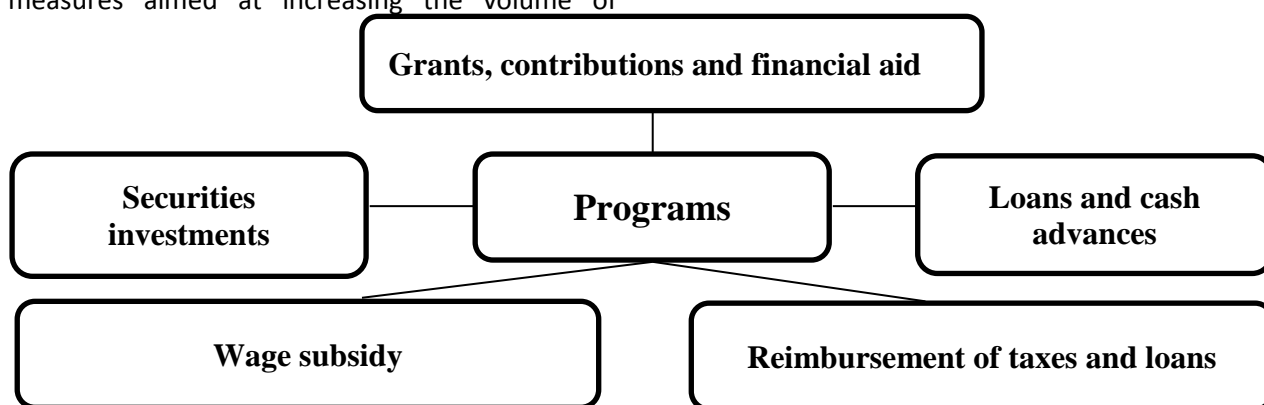 measures aimed at increasing the volume of
Grants, contributions and financial aid
Securities
investments
Programs
Loans and cash
advances
Wage subsidy
Reimbursement of taxes and loans